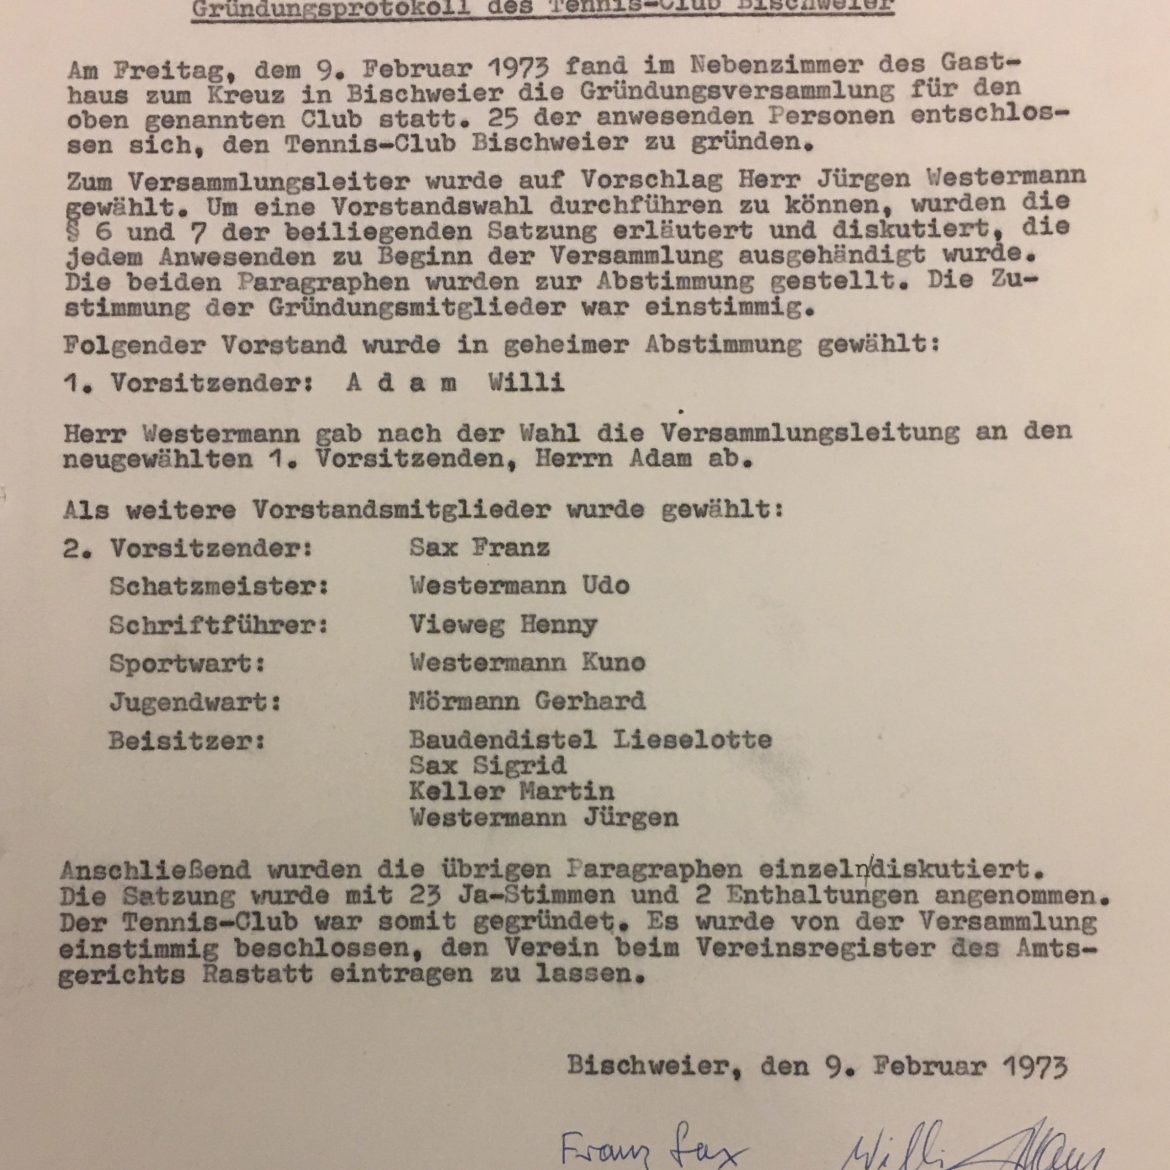 Gründungsprotokoll des Tennis-Club Bischweier
Am Freitag, dem 9. Februar 1973 fand im Nebenzimmer des Gast-
haus zum Kreuz in Bischweier die Gründungsversammlung für den
oben genannten Club statt. 25 der anwesenden Personen entschlos-
sen sich, den Tennis-Club Bischweier zu gründen.
Zum Versammlungsleiter wurde auf Vorschlag Herr Jürgen Westermann
gewählt. Um eine Vorstandswahl durchführen zu können, wurden die
§ 6 und 7 der beiliegenden Satzung erläutert und diskutiert, die
jedem Anwesenden zu Beginn der Versammlung ausgehändigt wurde.
Die beiden Paragraphen wurden zur Abstimmung gestellt. Die Zu-
stimmung der Gründungsmitglieder war einstimmig.
Folgender Vorstand wurde in geheimer Abstimmung gewählt:
1. Vorsitzender: A d a m Willi
Herr Westermann gab nach der Wahl die Versammlungsleitung an den
neugewählten 1. Vorsitzenden, Herrn Adam ab.
Als weitere Vorstandsmitglieder wurde gewählt:
2. Vorsitzender: Sax Franz
Schatzmeister: Westermann Udo
Schriftführer: Vieweg Henny
Sportwart: Westermann Kuno
Jugendwart: Mörmann Gerhard
Beisitzer: Baudendistel Lieselotte
Sax Sigrid
Keller Martin
Westermann Jürgen
Anschließend wurden die übrigen Paragraphen einzeln/diskutiert.
Die Satzung wurde mit 23 Ja-Stimmen und 2 Enthaltungen angenommen.
Der Tennis-Club war somit gegründet. Es wurde von der Versammlung
einstimmig beschlossen, den Verein beim Vereinsregister des Amts-
gerichts Rastatt eintragen zu lassen.
Bischweier, den 9. Februar 1973
Franz Sax Willi Adam